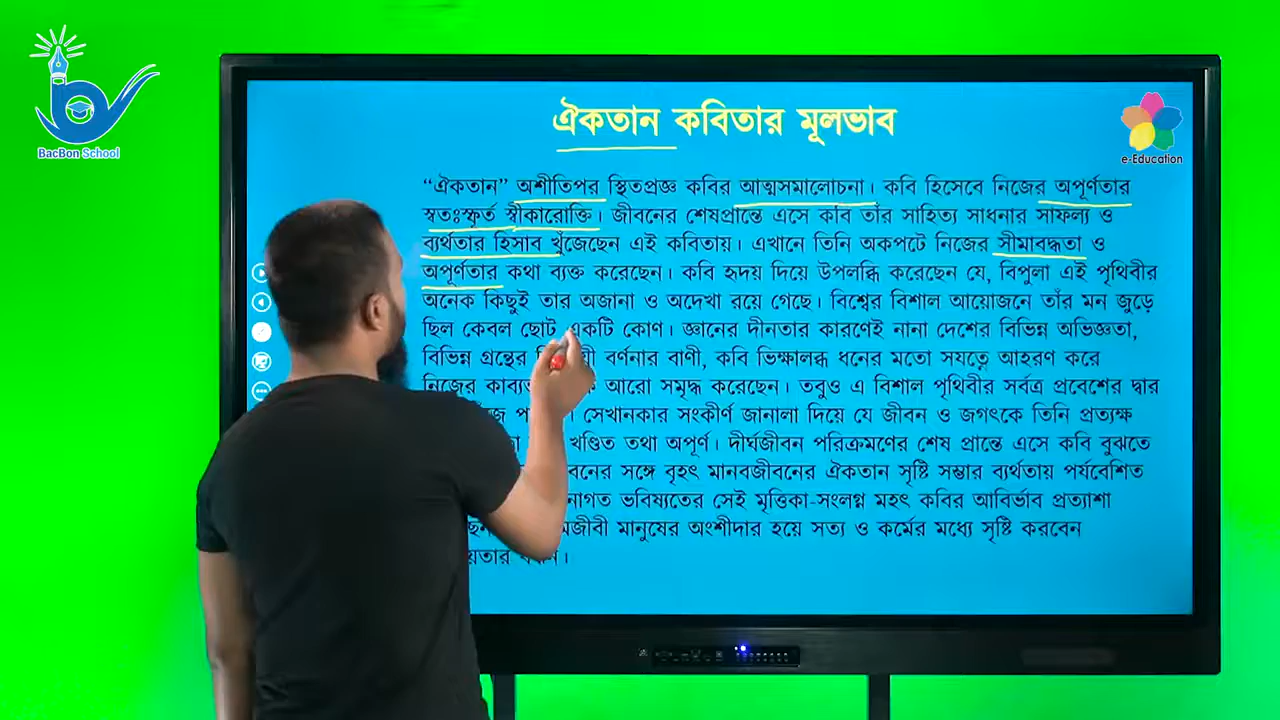 BacBon School
ঐকতান কবিতার মূলভাব
e-Education
“ঐকতান” অশীতিপর স্থিতপ্রজ্ঞ কবির আত্মসমালোচনা। কবি হিসেবে নিজের অপূর্ণতার
স্বতঃস্ফূর্ত স্বীকারোক্তি। জীবনের শেষপ্রান্তে এসে কবি তাঁর সাহিত্য সাধনার সাফল্য ও
ব্যর্থতার হিসাব খুঁজেছেন এই কবিতায়। এখানে তিনি অকপটে নিজের সীমাবদ্ধতা ও
অপূর্ণতার কথা ব্যক্ত করেছেন। কবি হৃদয় দিয়ে উপলব্ধি করেছেন যে, বিপুলা এই পৃথিবীর
অনেক কিছুই তার অজানা ও অদেখা রয়ে গেছে। বিশ্বের বিশাল আয়োজনে তাঁর মন জুড়ে
ছিল কেবল ছোট একটি কোণ। জ্ঞানের দীনতার কারণেই নানা দেশের বিভিন্ন অভিজ্ঞতা,
বিভিন্ন গ্রন্থের বর্ণনার বাণী, কবি ভিক্ষালব্ধ ধনের মতো সযত্নে আহরণ করে
নিজের আরো সমৃদ্ধ করেছেন। তবুও এ বিশাল পৃথিবীর সর্বত্র প্রবেশের দ্বার
সেখানকার সংকীর্ণ জানালা দিয়ে যে জীবন ও জগৎকে তিনি প্রত্যক্ষ
খণ্ডিত তথা অপূর্ণ। দীর্ঘজীবন পরিক্রমণের শেষ প্রান্তে এসে কবি বুঝতে
সঙ্গে বৃহৎ মানবজীবনের ঐকতান সৃষ্টি সম্ভার ব্যর্থতায় পর্যবেশিত
ভবিষ্যতের সেই মৃত্তিকা-সংলগ্ন মহৎ কবির আবির্ভাব প্রত্যাশা
মানুষের অংশীদার হয়ে সত্য ও কর্মের মধ্যে সৃষ্টি করবেন